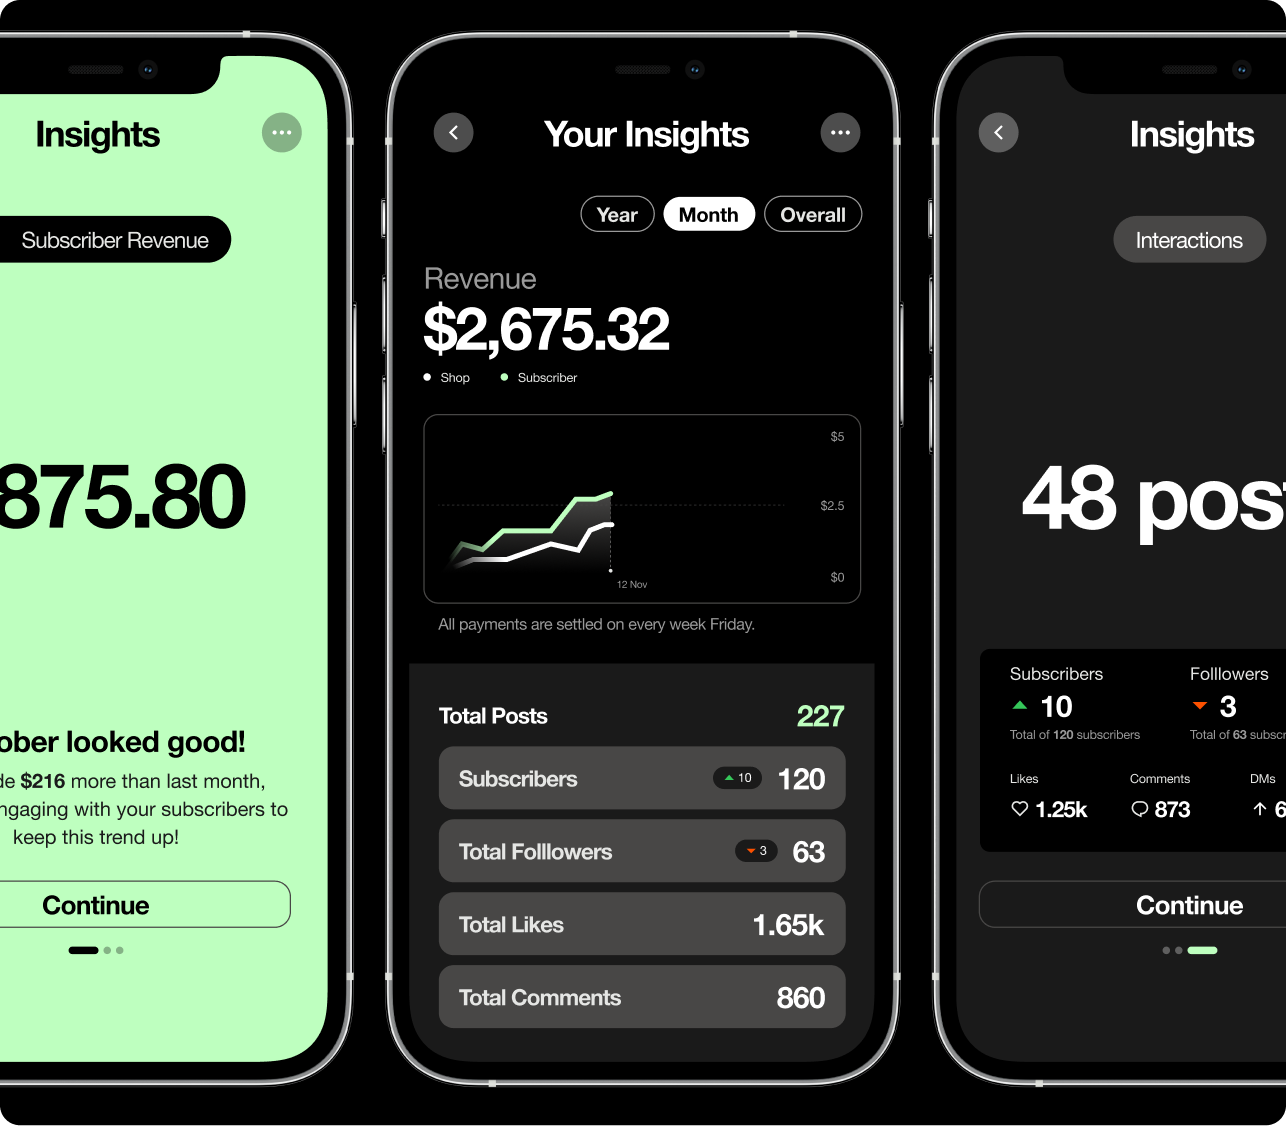 Insights
Subscriber Revenue
875.80
ober looked good!
de $216 more than last month,
ngaging with your subscribers to
keep this trend up!
Continue
Your Insights
Year
Month
Overall
Revenue
$2,675.32
Shop
Subscriber
$5
$2.5
$0
12 Nov
All payments are settled on every week Friday.
Total Posts
227
Subscribers
10
120
Total Folllowers
3
63
Total Likes
1.65k
Total Comments
860
Insights
Interactions
48 pos
Subscribers
10
Total of 120 subscribers
Folllowers
3
Total of 63 subscr
Likes
1.25k
Comments
873
DMs
6
Continue